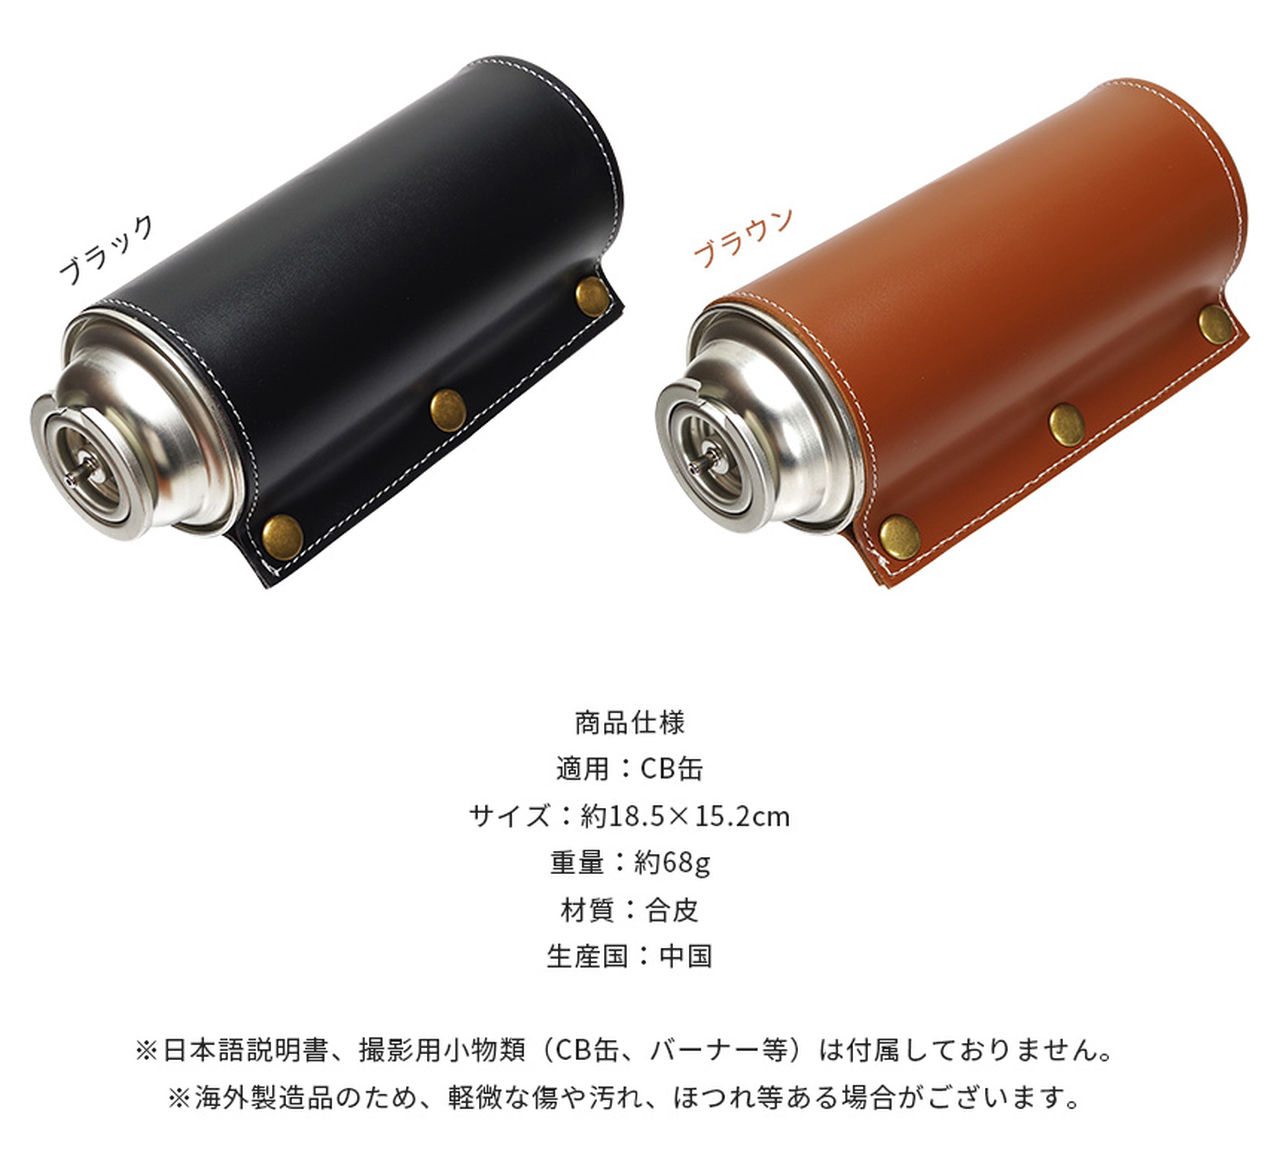 ブラック
ブラウン
商品仕様
適用：CB缶
サイズ：約18.5×15.2cm
重量：約68g
材質：合皮
生産国：中国
※日本語説明書、撮影用小物類（CB缶、バーナー等）は付属しておりません。
※海外製造品のため、軽微な傷や汚れ、ほつれ等ある場合がございます。